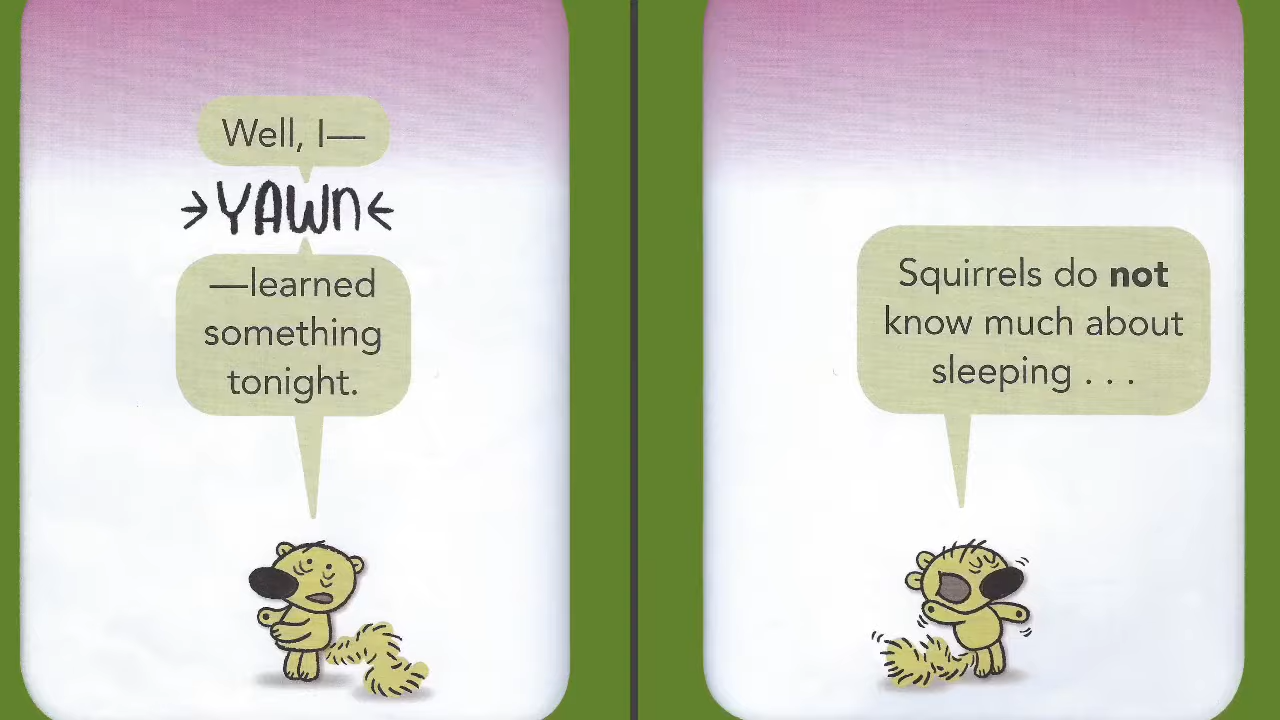 Well, I—
YAWN
—learned
something
tonight.
Squirrels do not
know much about
sleeping . . .